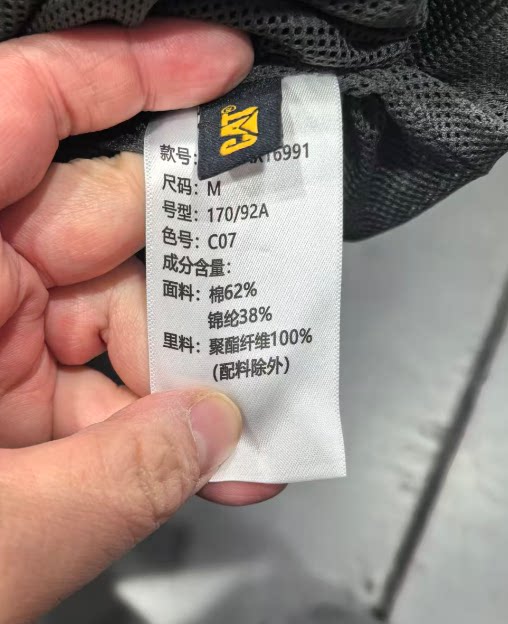 CAT®
款号: 16991
尺码: M
号型: 170/92A
色号: C07
成分含量:
面料: 棉62%
锦纶38%
里料: 聚酯纤维100%
(配料除外)